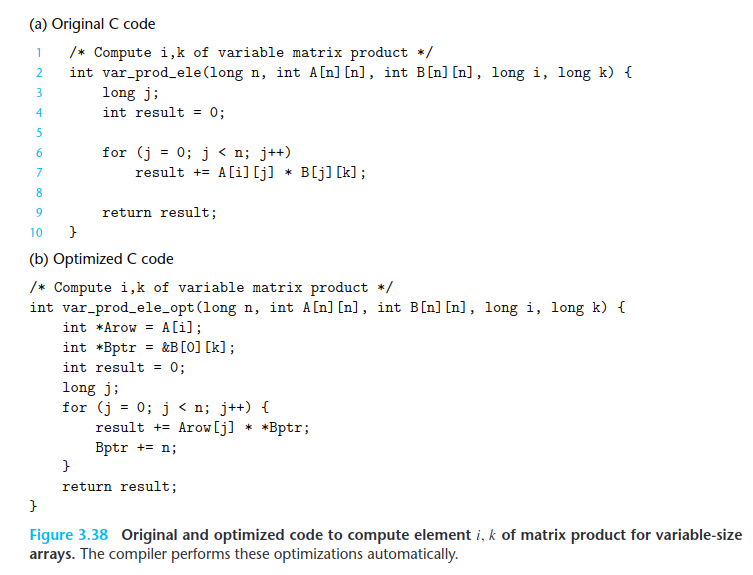 (a) Original C code
1 /* Compute i,k of variable matrix product */
2 int var_prod_ele(long n, int A[n][n], int B[n][n], long i, long k) {
3 long j;
4 int result = 0;
5
6 for (j = 0; j < n; j++)
7 result += A[i][j] * B[j][k];
8
9 return result;
10 }
(b) Optimized C code
/* Compute i,k of variable matrix product */
int var_prod_ele_opt(long n, int A[n][n], int B[n][n], long i, long k) {
int *Arow = A[i];
int *Bptr = &B[0][k];
int result = 0;
long j;
for (j = 0; j < n; j++) {
result += Arow[j] * *Bptr;
Bptr += n;
}
return result;
}
Figure 3.38 Original and optimized code to compute element i, k of matrix product for variable-size
arrays. The compiler performs these optimizations automatically.